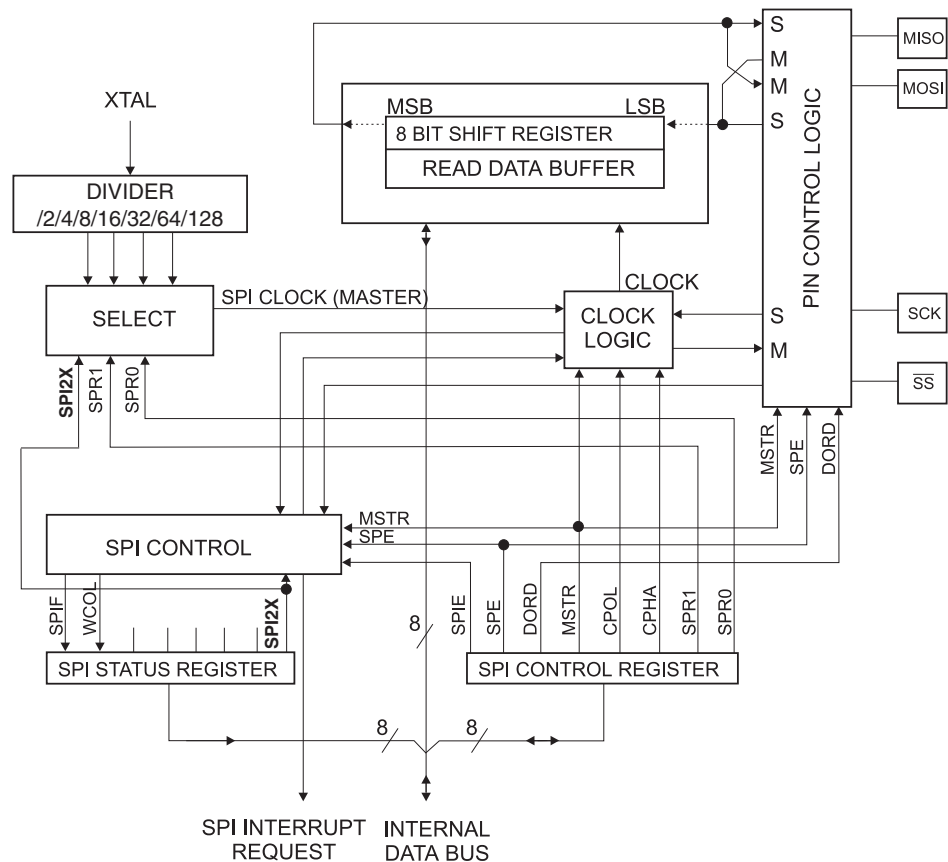 S
MISO
M
M
MOSI
S
XTAL
MSB
LSB
8 BIT SHIFT REGISTER
READ DATA BUFFER
DIVIDER
/2/4/8/16/32/64/128
PIN CONTROL LOGIC
SPI CLOCK (MASTER)
CLOCK
SELECT
CLOCK
LOGIC
S
M
SCK
SS
SPI2X
SPR1
SPR0
MSTR
SPE
DORD
MSTR
SPE
SPI CONTROL
SPIF
WCOL
SPI2X
8
SPIE
SPE
DORD
MSTR
CPOL
CPHA
SPR1
SPR0
SPI STATUS REGISTER
SPI CONTROL REGISTER
8
8
SPI INTERRUPT
REQUEST
INTERNAL
DATA BUS